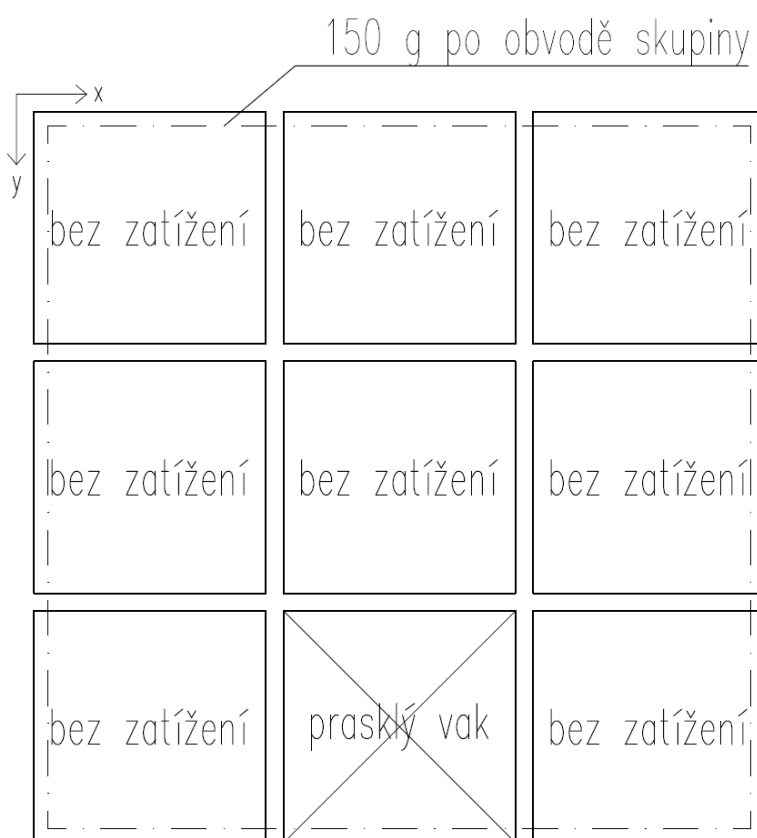 150 g po obvodě skupiny
x
y
bez zatížení bez zatížení bez zatížení
bez zatížení bez zatížení bez zatížení
bez zatížení prasklý vak bez zatížení